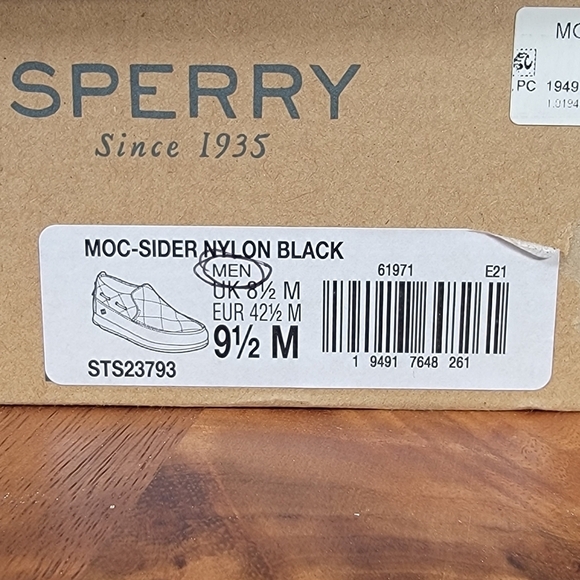 SPERRY
Since 1935
PC 1949
MOC-SIDER NYLON BLACK
MEN
UK 8½ M
EUR 42½ M
9½ M
STS23793
61971 E21
1 9491 7648 261